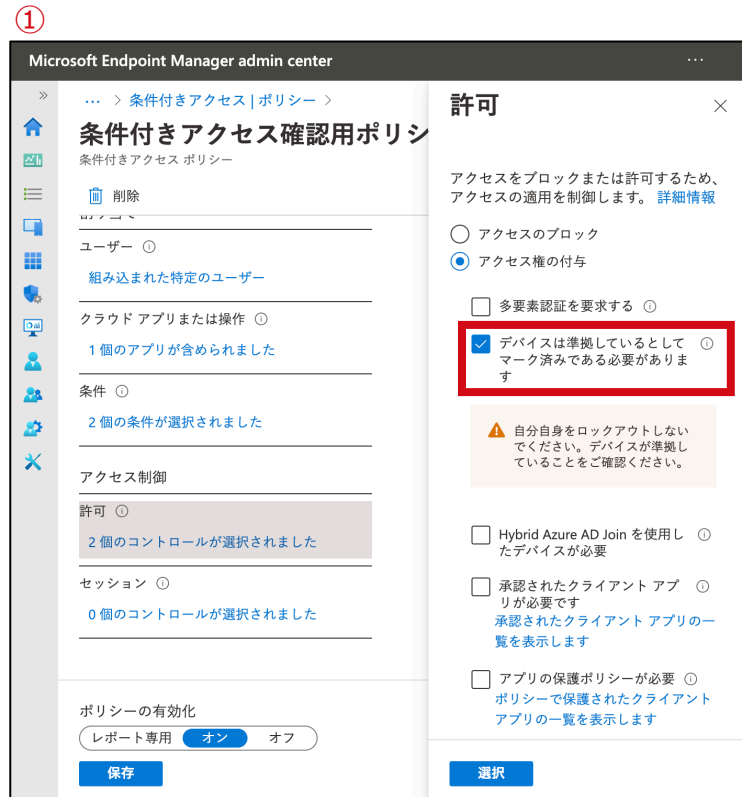 ①
Microsoft Endpoint Manager admin center
…
»
… > 条件付きアクセス | ポリシー >
条件付きアクセス確認用ポリシ
条件付きアクセス ポリシー
削除
ユーザー
組み込まれた特定のユーザー
クラウド アプリまたは操作
1 個のアプリが含められました
条件
2 個の条件が選択されました
アクセス制御
許可
2 個のコントロールが選択されました
セッション
0 個のコントロールが選択されました
ポリシーの有効化
レポート専用 オン オフ
保存
許可
アクセスをブロックまたは許可するため、
アクセスの適用を制御します。 詳細情報
アクセスのブロック
アクセス権の付与
多要素認証を要求する
デバイスは準拠しているとして
マーク済みである必要がありま
す
自分自身をロックアウトしない
でください。デバイスが準拠し
ていることをご確認ください。
Hybrid Azure AD Join を使用し
たデバイスが必要
承認されたクライアント アプ
リが必要です
承認されたクライアント アプリの一
覧を表示します
アプリの保護ポリシーが必要
ポリシーで保護されたクライアント
アプリの一覧を表示します
選択